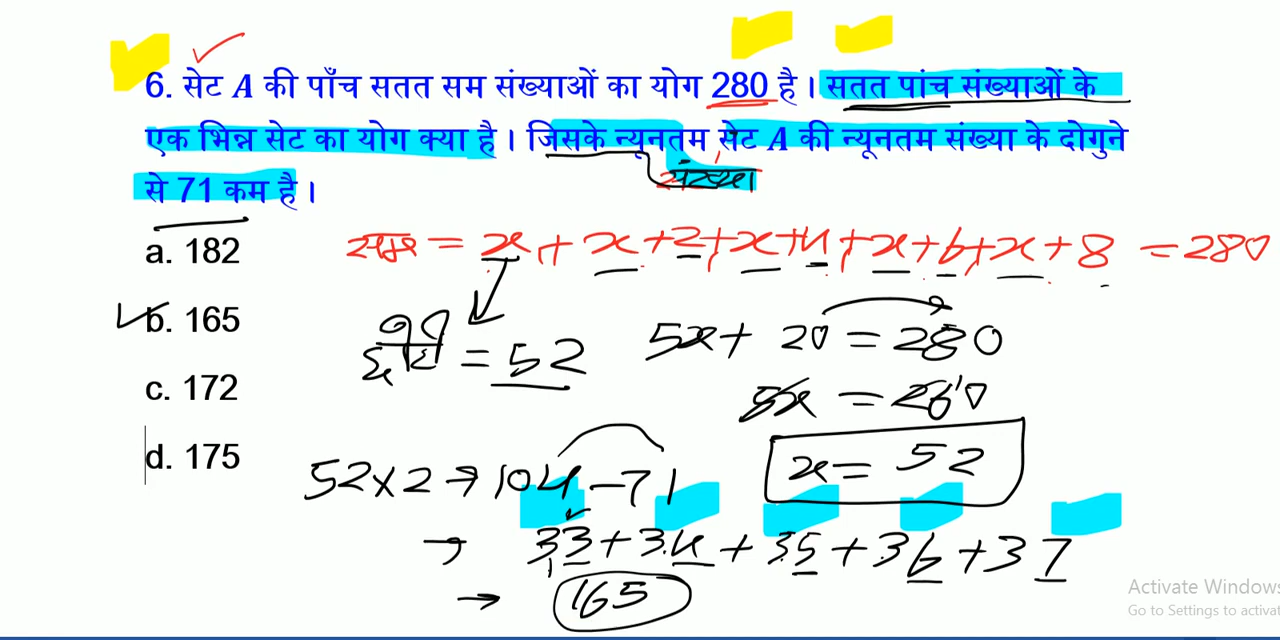 6. सेट A की पाँच सतत सम संख्याओं का योग 280 है। सतत पांच संख्याओं के
एक भिन्न सेट का योग क्या है। जिसके न्यूनतम सेट A की न्यूनतम संख्या के दोगुने
संख्या
से 71 कम है।
a. 182
= x + x+2 + x+4 + x+6 + x+8 = 280
b. 165
5x + 20 = 280
= 52
c. 172
5x = 260
d. 175
x = 52
52x2 → 104 - 71
→ 33 + 34 + 35 + 36 + 37
→ 165
Activate Windows
Go to Settings to activat